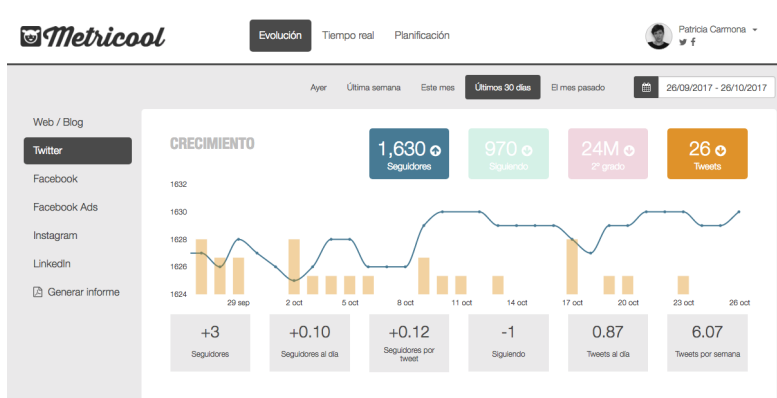 Metricool
Evolución
Tiempo real
Planificación
Patricia Carmona
Ayer
Última semana
Este mes
Últimos 30 días
El mes pasado
26/09/2017 - 26/10/2017
Web / Blog
Twitter
Facebook
Facebook Ads
Instagram
LinkedIn
Generar informe
CRECIMIENTO
1,630
Seguidores
970
Siguiendo
24M
2º grado
26
Tweets
1632
1630
1628
1626
1624
29 sep
2 oct
5 oct
8 oct
11 oct
14 oct
17 oct
20 oct
23 oct
26 oct
+3
Seguidores
+0.10
Seguidores al día
+0.12
Seguidores por
tweet
-1
Siguiendo
0.87
Tweets al día
6.07
Tweets por semana